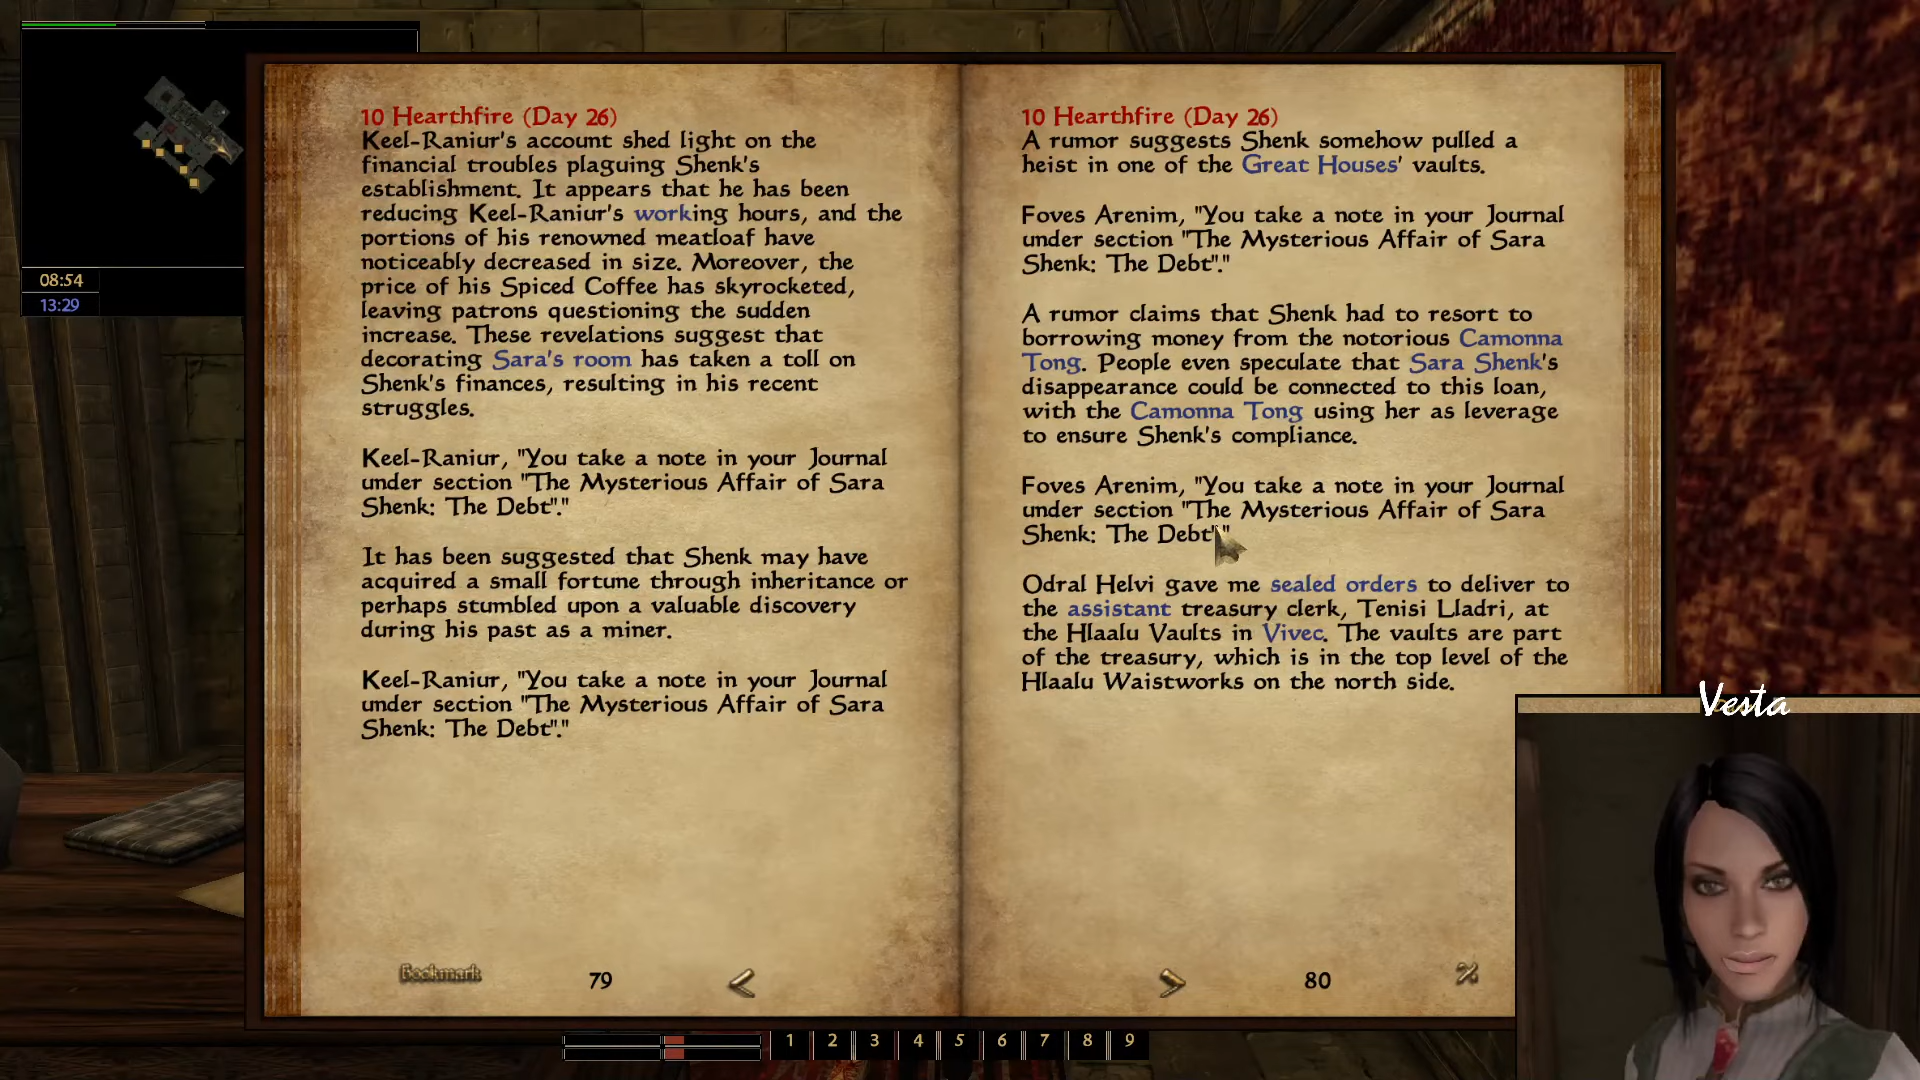 08:54
13:29
10 Hearthfire (Day 26)
Keel-Raniur's account shed light on the
financial troubles plaguing Shenk's
establishment. It appears that he has been
reducing Keel-Raniur's working hours, and the
portions of his renowned meatloaf have
noticeably decreased in size. Moreover, the
price of his Spiced Coffee has skyrocketed,
leaving patrons questioning the sudden
increase. These revelations suggest that
decorating Sara's room has taken a toll on
Shenk's finances, resulting in his recent
struggles.
Keel-Raniur, "You take a note in your Journal
under section "The Mysterious Affair of Sara
Shenk: The Debt"."
It has been suggested that Shenk may have
acquired a small fortune through inheritance or
perhaps stumbled upon a valuable discovery
during his past as a miner.
Keel-Raniur, "You take a note in your Journal
under section "The Mysterious Affair of Sara
Shenk: The Debt"."
Bookmark
79
10 Hearthfire (Day 26)
A rumor suggests Shenk somehow pulled a
heist in one of the Great Houses' vaults.
Foves Arenim, "You take a note in your Journal
under section "The Mysterious Affair of Sara
Shenk: The Debt"."
A rumor claims that Shenk had to resort to
borrowing money from the notorious Camonna
Tong. People even speculate that Sara Shenk's
disappearance could be connected to this loan,
with the Camonna Tong using her as leverage
to ensure Shenk's compliance.
Foves Arenim, "You take a note in your Journal
under section "The Mysterious Affair of Sara
Shenk: The Debt"."
Odral Helvi gave me sealed orders to deliver to
the assistant treasury clerk, Tenisi Lladri, at
the Hlaalu Vaults in Vivec. The vaults are part
of the treasury, which is in the top level of the
Hlaalu Waistworks on the north side.
80
Vesta
1 2 3 4 5 6 7 8 9